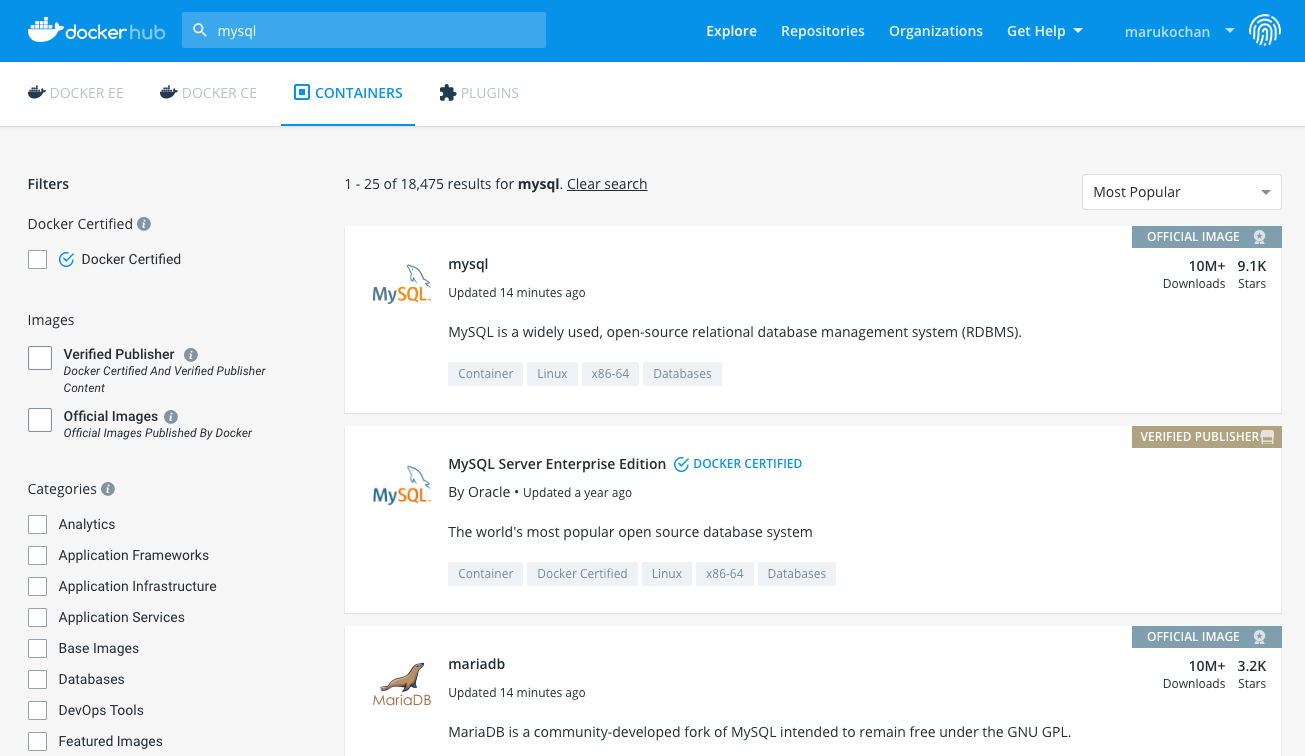 docker hub
mysql
Explore
Repositories
Organizations
Get Help
marukochan
DOCKER EE
DOCKER CE
CONTAINERS
PLUGINS
Filters
Docker Certified
Docker Certified
Images
Verified Publisher
Docker Certified And Verified Publisher
Content
Official Images
Official Images Published By Docker
Categories
Analytics
Application Frameworks
Application Infrastructure
Application Services
Base Images
Databases
DevOps Tools
Featured Images
1 - 25 of 18,475 results for mysql. Clear search
Most Popular
OFFICIAL IMAGE
MySQL
mysql
10M+ 9.1K
Downloads Stars
Updated 14 minutes ago
MySQL is a widely used, open-source relational database management system (RDBMS).
Container Linux x86-64 Databases
VERIFIED PUBLISHER
MySQL
MySQL Server Enterprise Edition DOCKER CERTIFIED
By Oracle • Updated a year ago
The world's most popular open source database system
Container Docker Certified Linux x86-64 Databases
OFFICIAL IMAGE
MariaDB
mariadb
10M+ 3.2K
Downloads Stars
Updated 14 minutes ago
MariaDB is a community-developed fork of MySQL intended to remain free under the GNU GPL.